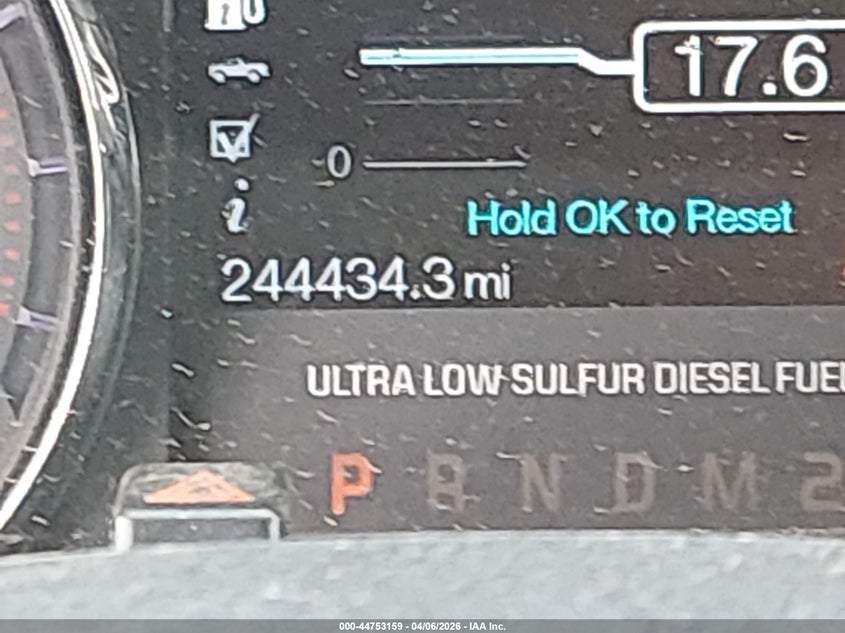 17.6
0
Hold OK to Reset
244434.3 mi
ULTRA LOW SULFUR DIESEL FUEL
P R N D M 2
000-44753159 - 04/06/2026 - IAA Inc.